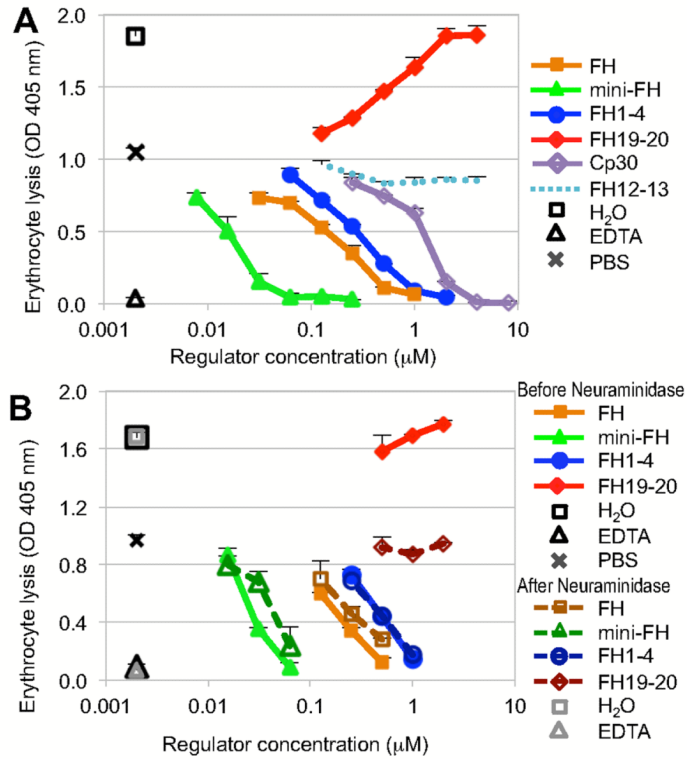 A
Erythrocyte lysis (OD 405 nm)
2.0
1.5
1.0
0.5
0.0
0.001
0.01
0.1
1
10
Regulator concentration (μM)
FH
mini-FH
FH1-4
FH19-20
Cp30
FH12-13
H₂O
EDTA
PBS
B
Erythrocyte lysis (OD 405 nm)
2.0
1.6
1.2
0.8
0.4
0.0
0.001
0.01
0.1
1
10
Regulator concentration (μM)
Before Neuraminidase
FH
mini-FH
FH1-4
FH19-20
H₂O
EDTA
PBS
After Neuraminidase
FH
mini-FH
FH1-4
FH19-20
H₂O
EDTA